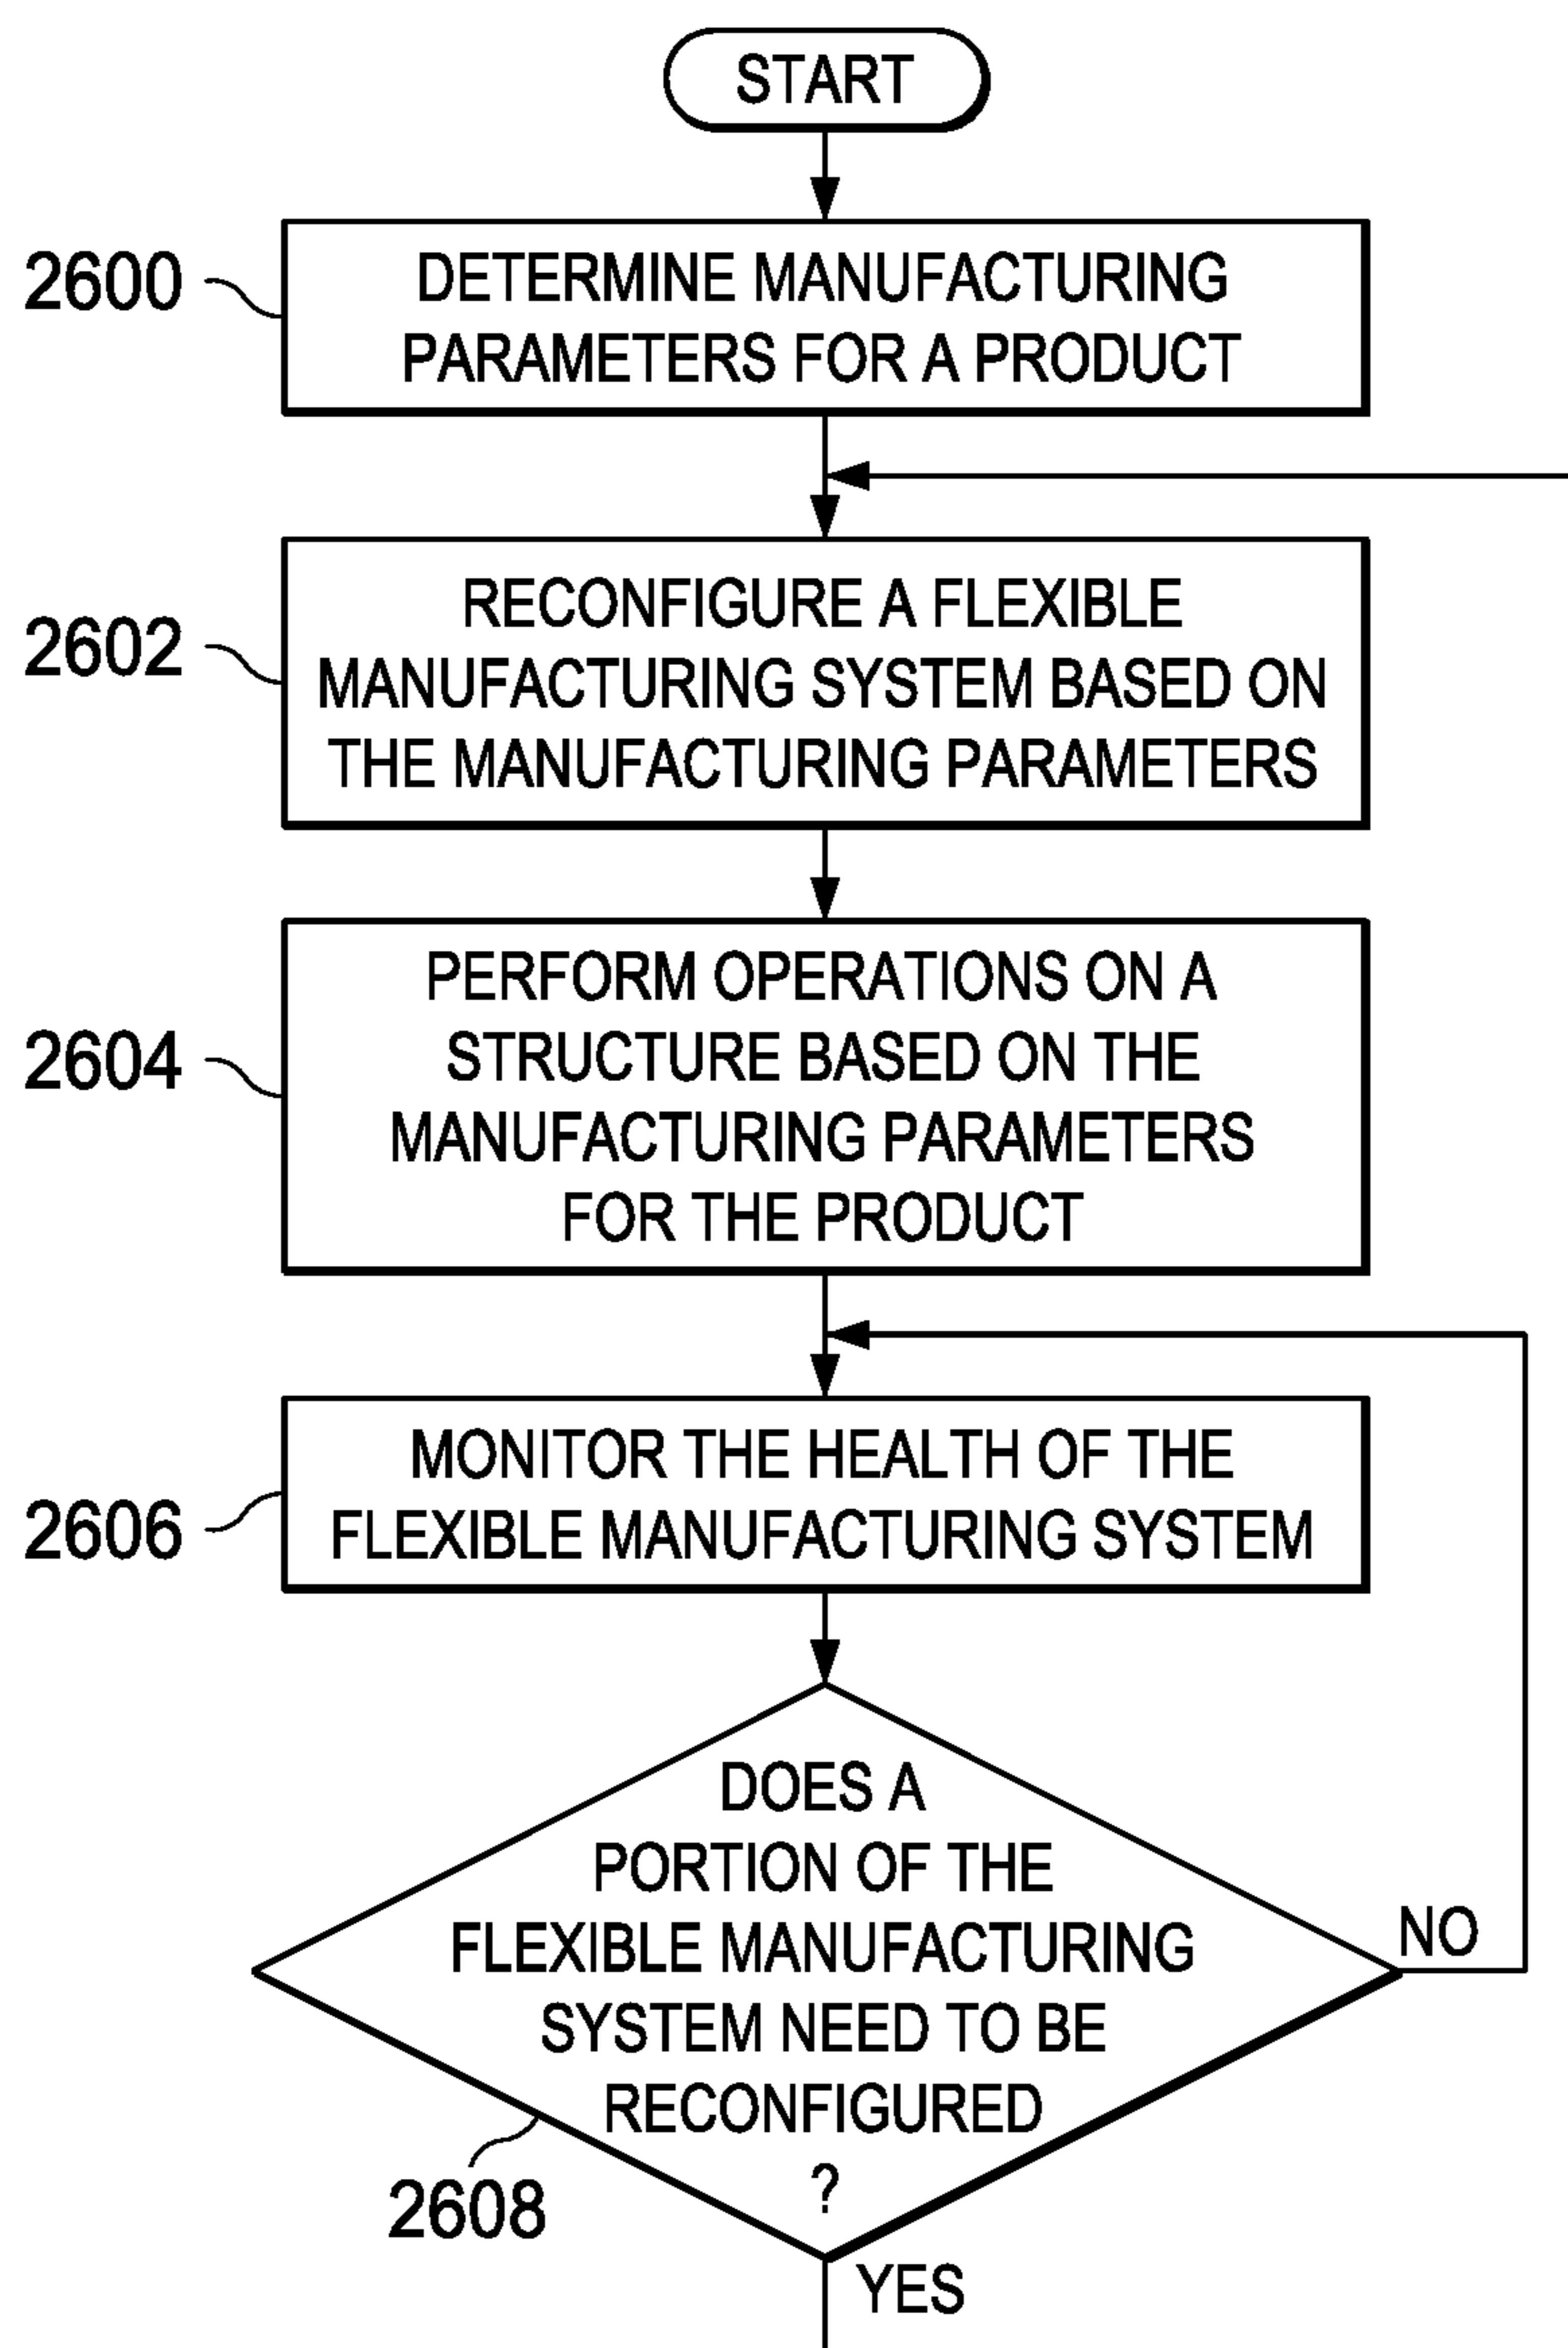 START
2600
DETERMINE MANUFACTURING
PARAMETERS FOR A PRODUCT
2602
RECONFIGURE A FLEXIBLE
MANUFACTURING SYSTEM BASED ON
THE MANUFACTURING PARAMETERS
2604
PERFORM OPERATIONS ON A
STRUCTURE BASED ON THE
MANUFACTURING PARAMETERS
FOR THE PRODUCT
2606
MONITOR THE HEALTH OF THE
FLEXIBLE MANUFACTURING SYSTEM
DOES A
PORTION OF THE
FLEXIBLE MANUFACTURING
SYSTEM NEED TO BE
RECONFIGURED
?
NO
2608
YES